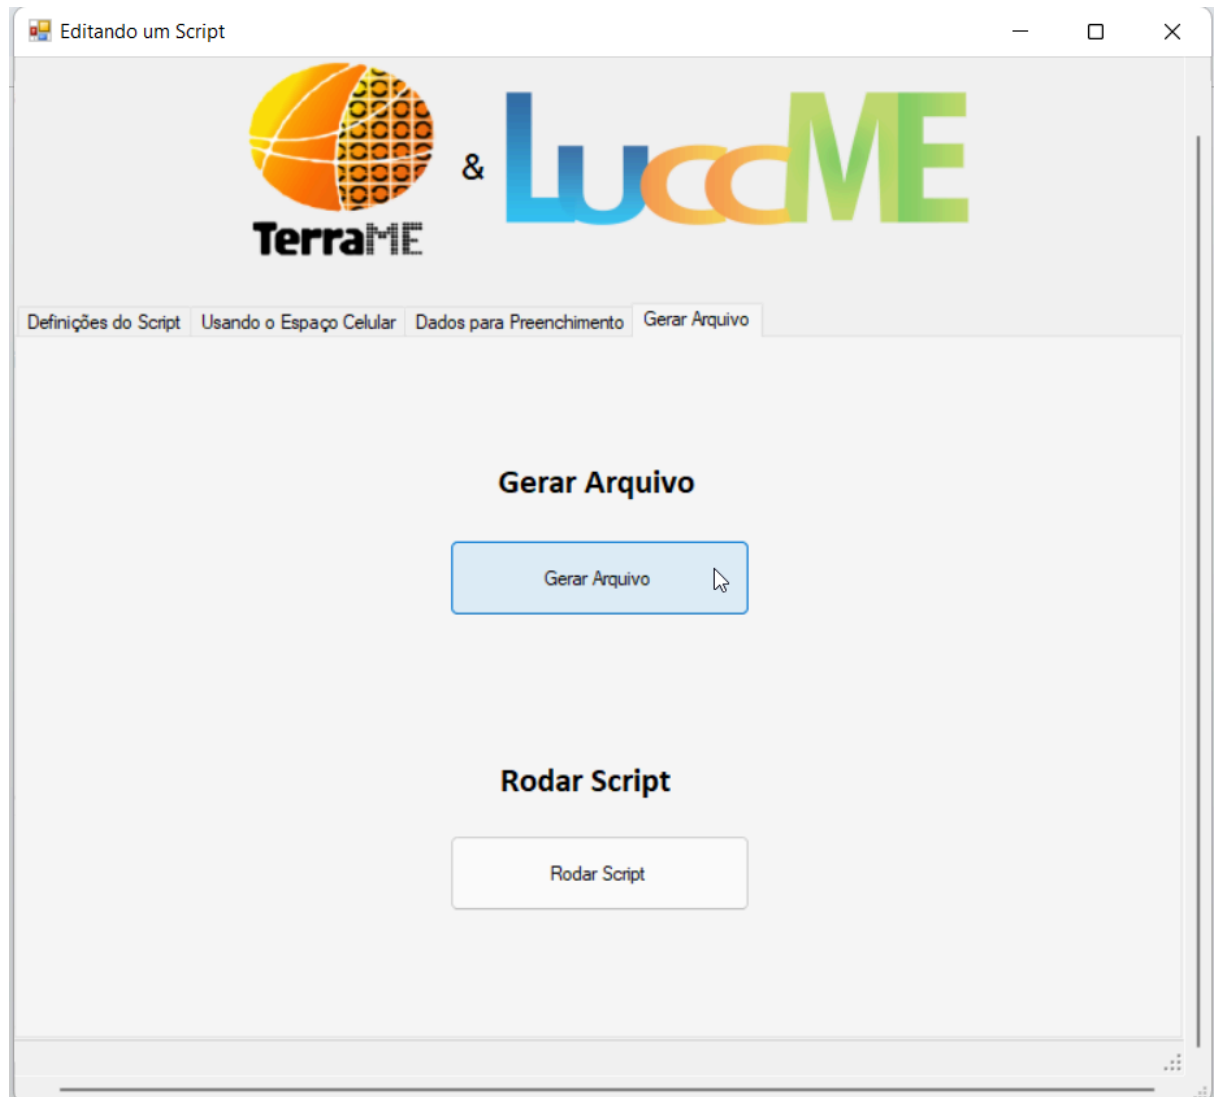 Editando um Script
TerraME & LuccME
Definições do Script Usando o Espaço Celular Dados para Preenchimento Gerar Arquivo
Gerar Arquivo
Gerar Arquivo
Rodar Script
Rodar Script